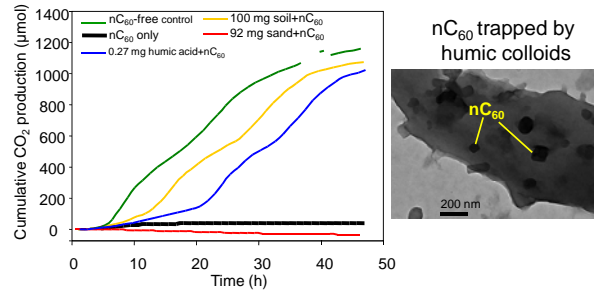 nC60-free control
nC60 only
0.27 mg humic acid+nC60
100 mg soil+nC60
92 mg sand+nC60
Cumulative CO2 production (µmol)
1400
1200
1000
800
600
400
200
0
0
10
20
30
40
50
Time (h)
nC60 trapped by
humic colloids
nC60
200 nm